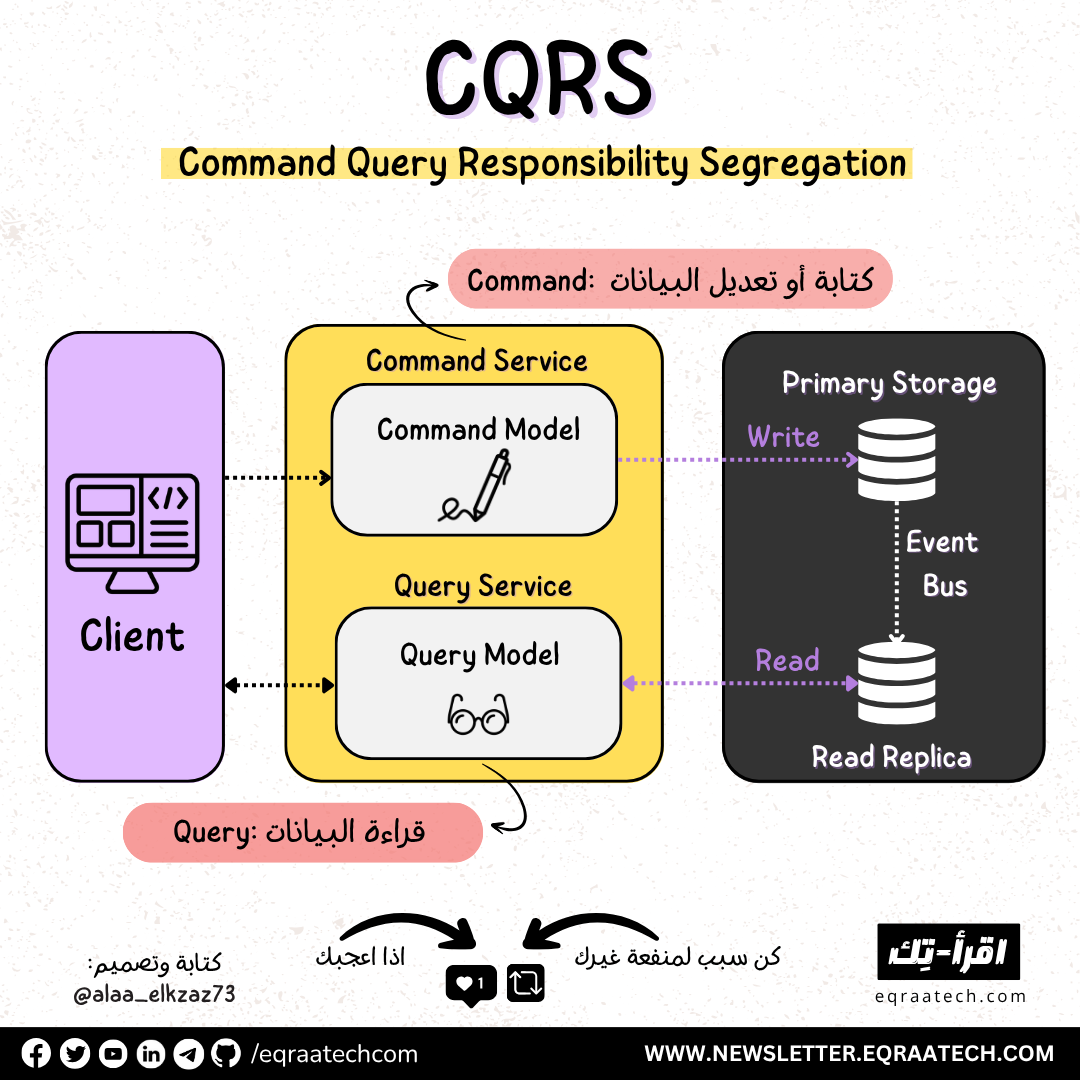 CQRS
Command Query Responsibility Segregation
Command: كتابة أو تعديل البيانات
Command Service
Command Model
Primary Storage
Write
Event
Bus
Client
Query Service
Query Model
Read
Read Replica
Query: قراءة البيانات
اذا اعجبك
كن سبب لمنفعة غيرك
1
كتابة وتصميم:
@alaa_elkzaz73
اقرأ-تِك
eqraatech.com
/eqraatechcom
WWW.NEWSLETTER.EQRAATECH.COM